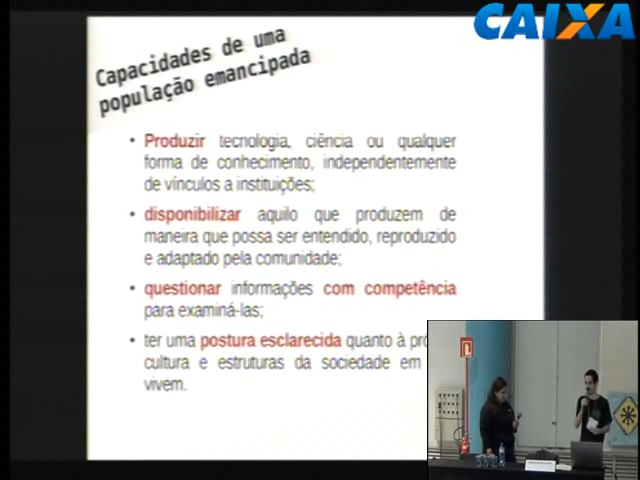 CAIXA
Capacidades de uma
população emancipada
• Produzir tecnologia, ciência ou qualquer
forma de conhecimento, independentemente
de vínculos a instituições;
• disponibilizar aquilo que produzem de
maneira que possa ser entendido, reproduzido
e adaptado pela comunidade;
• questionar informações com competência
para examiná-las;
• ter uma postura esclarecida quanto à
cultura e estruturas da sociedade em
vivem.